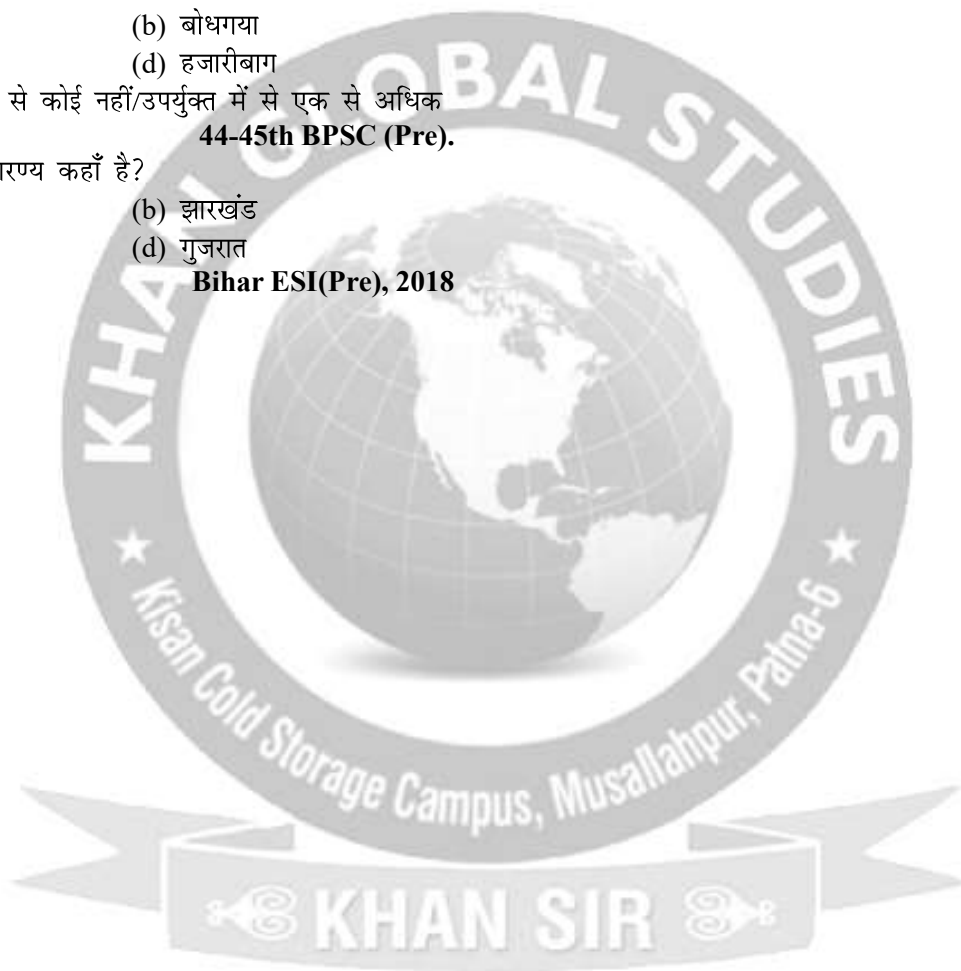 (b) बोधगया
(d) हजारीबाग
से कोई नहीं/उपर्युक्त में से एक से अधिक
44-45th BPSC (Pre).
रण्य कहाँ है?
(b) झारखंड
(d) गुजरात
Bihar ESI(Pre), 2018
KHAN GLOBAL STUDIES
Kisan Cold Storage Campus, Musallahpur, Patna-6
KHAN SIR